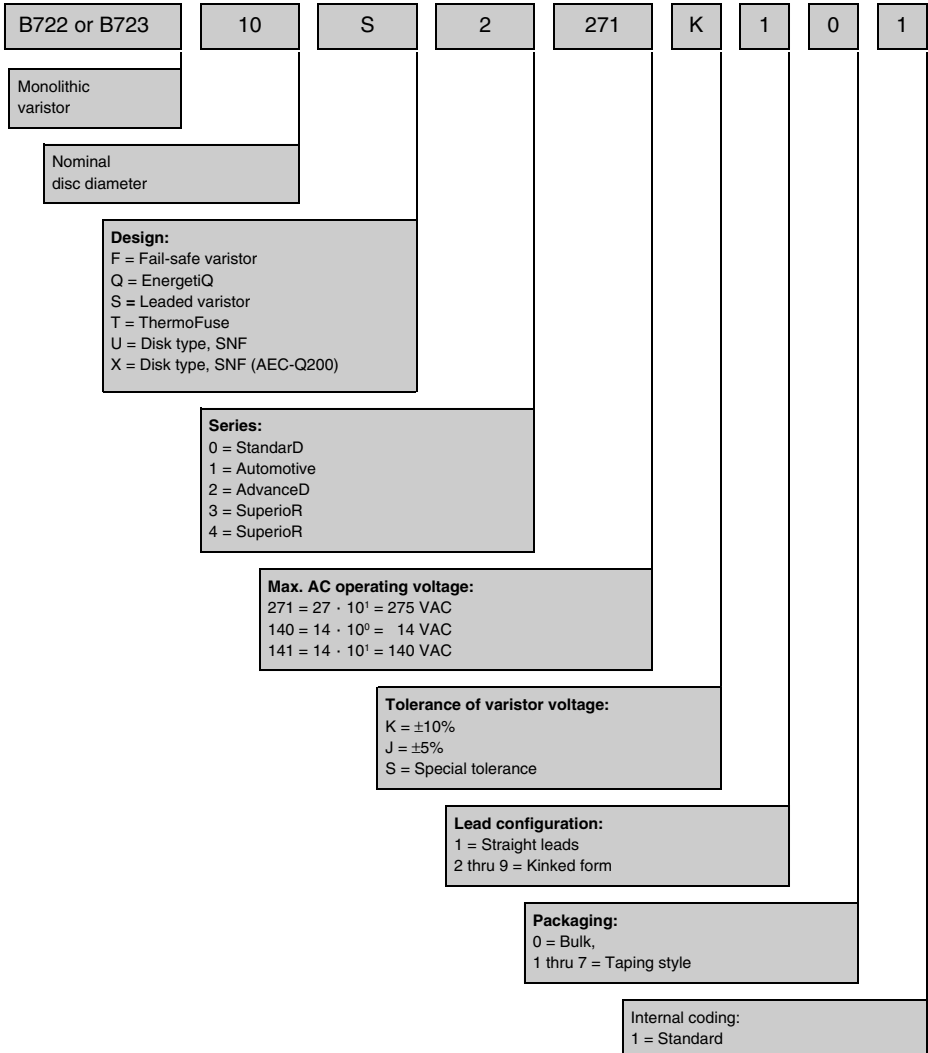 B722 or B723 10 S 2 271 K 1 0 1
Monolithic
varistor
Nominal
disc diameter
Design:
F = Fail-safe varistor
Q = EnergetiQ
S = Leaded varistor
T = ThermoFuse
U = Disk type, SNF
X = Disk type, SNF (AEC-Q200)
Series:
0 = StandarD
1 = Automotive
2 = AdvanceD
3 = SuperioR
4 = SuperioR
Max. AC operating voltage:
271 = 27 · 10¹ = 275 VAC
140 = 14 · 10⁰ = 14 VAC
141 = 14 · 10¹ = 140 VAC
Tolerance of varistor voltage:
K = ±10%
J = ±5%
S = Special tolerance
Lead configuration:
1 = Straight leads
2 thru 9 = Kinked form
Packaging:
0 = Bulk,
1 thru 7 = Taping style
Internal coding:
1 = Standard